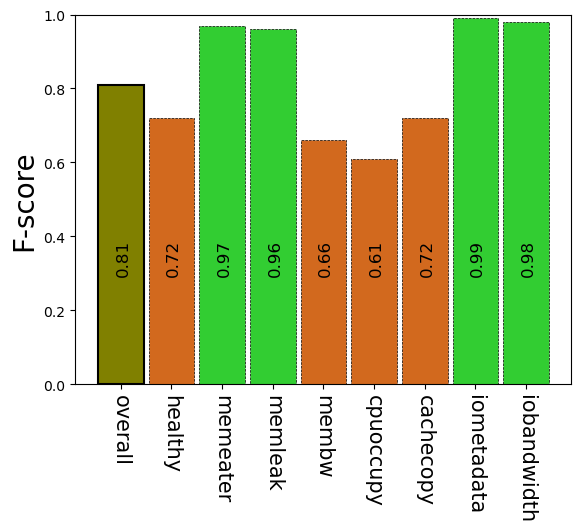 F-score
1.0
0.8
0.6
0.4
0.2
0.0
0.81
0.72
0.97
0.96
0.66
0.61
0.72
0.99
0.98
overall
healthy
memeater
memleak
membw
cpuoccupy
cachecopy
iometadata
iobandwidth